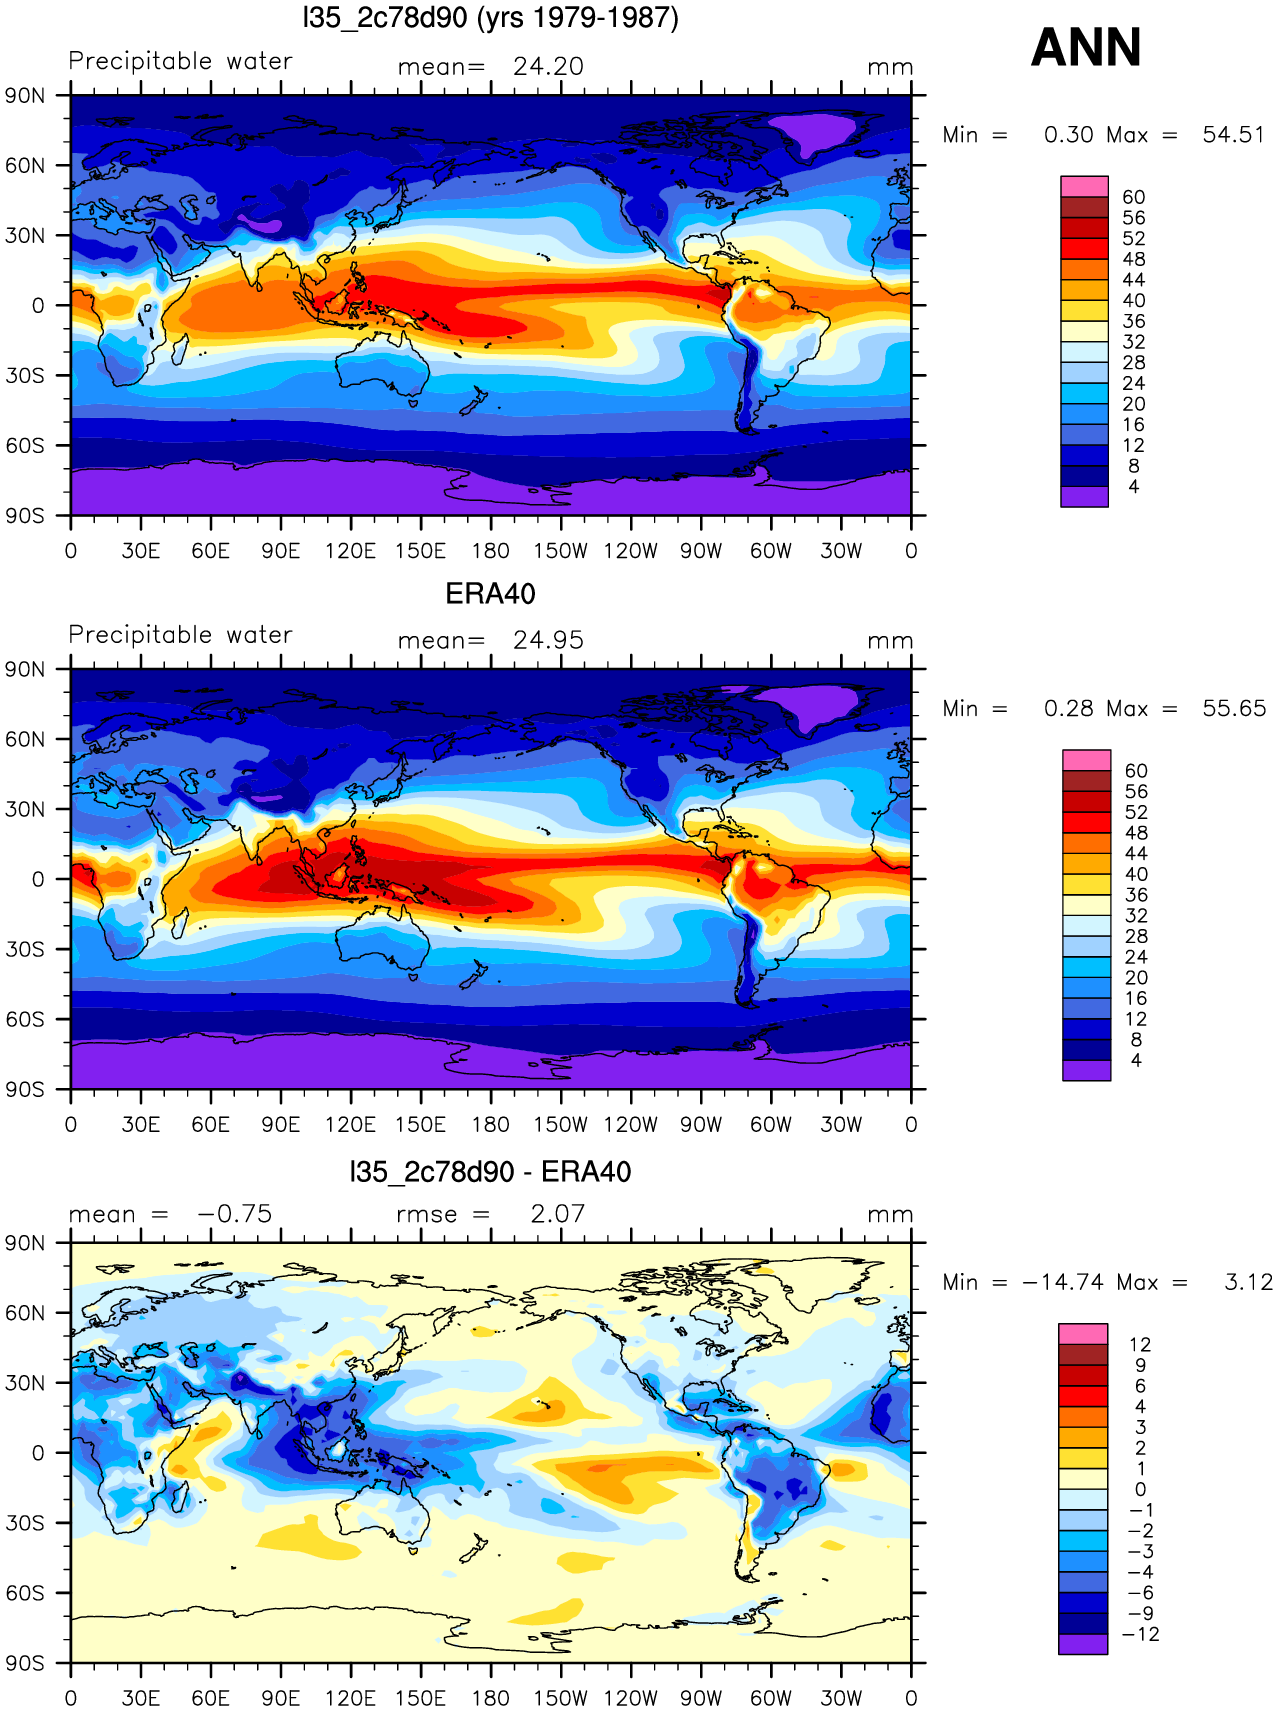 l35_2c78d90 (yrs 1979-1987)
ANN
Precipitable water mean= 24.20 mm
Min = 0.30 Max = 54.51
90N
60N
30N
0
30S
60S
90S
0 30E 60E 90E 120E 150E 180 150W 120W 90W 60W 30W 0
60
56
52
48
44
40
36
32
28
24
20
16
12
8
4
ERA40
Precipitable water mean= 24.95 mm
Min = 0.28 Max = 55.65
90N
60N
30N
0
30S
60S
90S
0 30E 60E 90E 120E 150E 180 150W 120W 90W 60W 30W 0
60
56
52
48
44
40
36
32
28
24
20
16
12
8
4
l35_2c78d90 - ERA40
mean = −0.75 rmse = 2.07 mm
Min = −14.74 Max = 3.12
90N
60N
30N
0
30S
60S
90S
0 30E 60E 90E 120E 150E 180 150W 120W 90W 60W 30W 0
12
9
6
4
3
2
1
0
−1
−2
−3
−4
−6
−9
−12